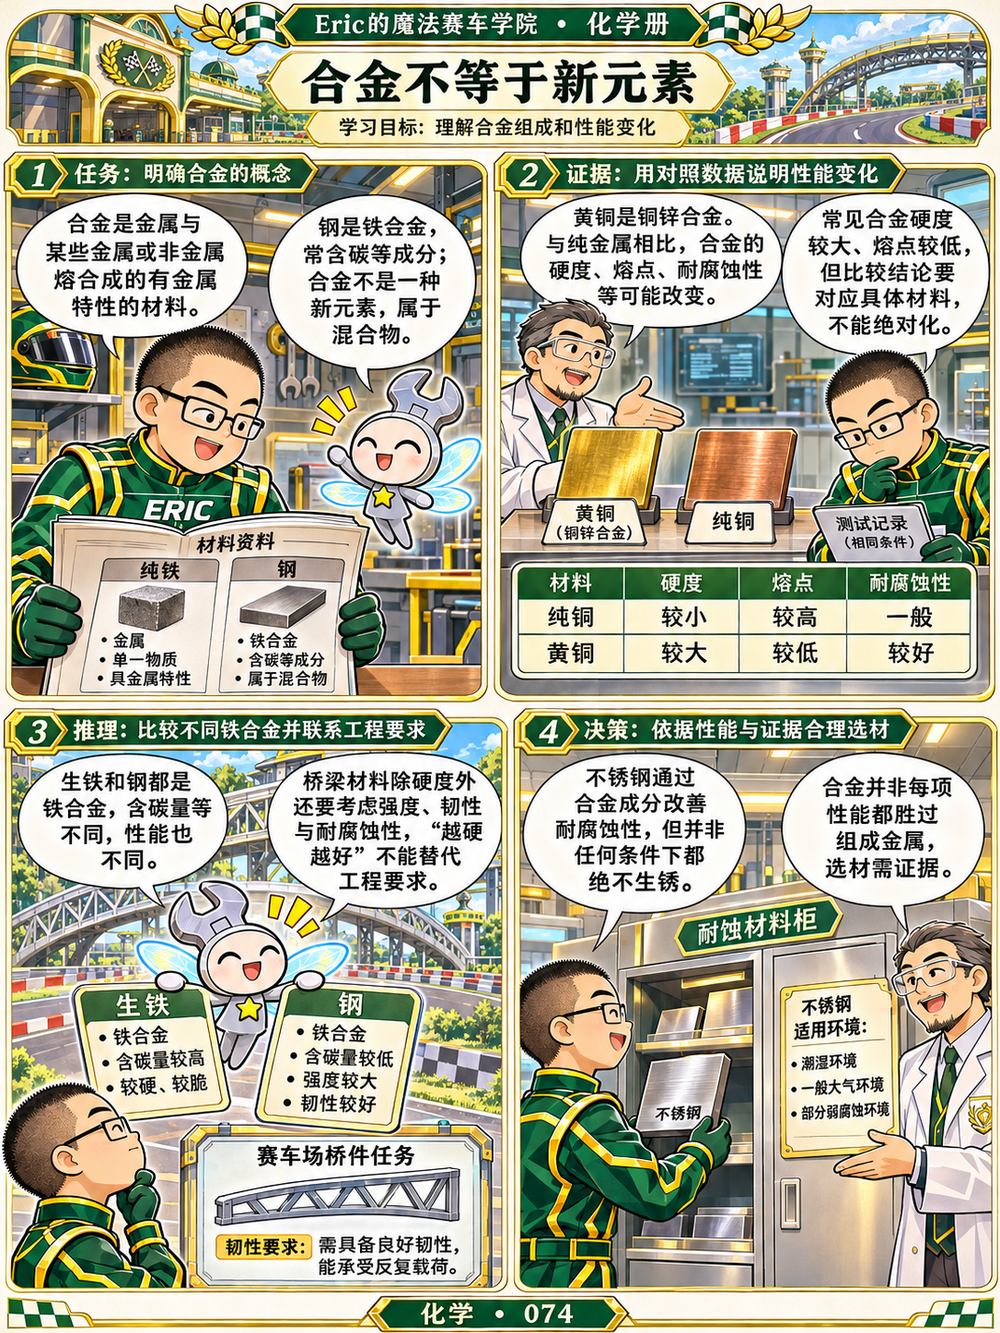 Eric的魔法赛车学院 • 化学册
合金不等于新元素
学习目标：理解合金组成和性能变化
1 任务：明确合金的概念
合金是金属与
某些金属或非金属
熔合成的有金属
特性的材料。
钢是铁合金，
常含碳等成分；
合金不是一种
新元素，属于
混合物。
ERIC
材料资料
纯铁
• 金属
• 单一物质
• 具金属特性
钢
• 铁合金
• 含碳等成分
• 属于混合物
2 证据：用对照数据说明性能变化
黄铜是铜锌合金。
与纯金属相比，合金的
硬度、熔点、耐腐蚀性
等可能改变。
常见合金硬度
较大、熔点较低，
但比较结论要
对应具体材料，
不能绝对化。
黄铜
（铜锌合金）
纯铜
测试记录
（相同条件）
材料 硬度 熔点 耐腐蚀性
纯铜 较小 较高 一般
黄铜 较大 较低 较好
3 推理：比较不同铁合金并联系工程要求
生铁和钢都是
铁合金，含碳量等
不同，性能也
不同。
桥梁材料除硬度外
还要考虑强度、韧性
与耐腐蚀性，“越硬
越好”不能替代
工程要求。
生铁
• 铁合金
• 含碳量较高
• 较硬、较脆
钢
• 铁合金
• 含碳量较低
• 强度较大
• 韧性较好
赛车场桥件任务
韧性要求：需具备良好韧性，
能承受反复载荷。
4 决策：依据性能与证据合理选材
不锈钢通过
合金成分改善
耐腐蚀性，但并非
任何条件下都
绝不生锈。
合金并非每项
性能都胜过
组成金属，
选材需证据。
耐蚀材料柜
不锈钢
不锈钢
不锈钢
适用环境：
• 潮湿环境
• 一般大气环境
• 部分弱腐蚀环境
化学 • 074